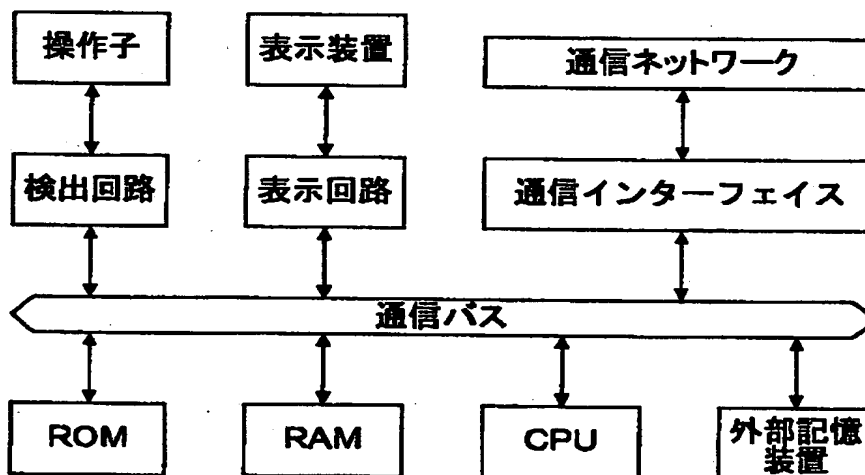 操作子
表示装置
通信ネットワーク
検出回路
表示回路
通信インターフェイス
通信バス
ROM
RAM
CPU
外部記憶
装置